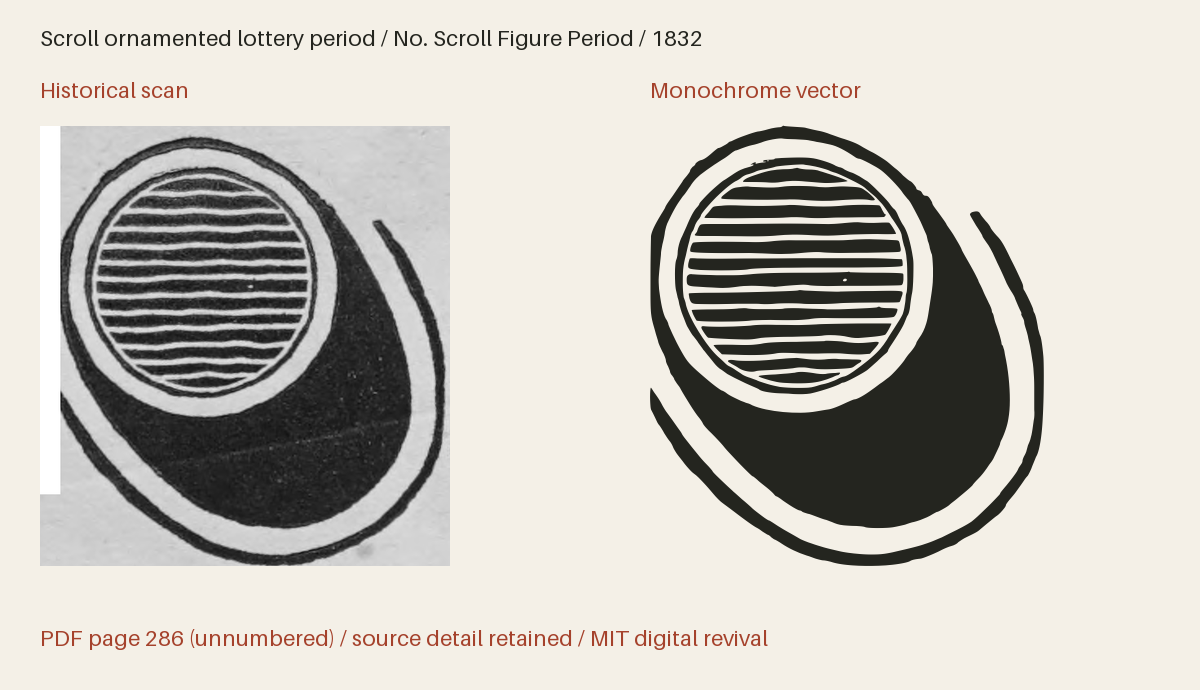 Scroll ornamented lottery period / No. Scroll Figure Period / 1832
Historical scan
Monochrome vector
PDF page 286 (unnumbered) / source detail retained / MIT digital revival